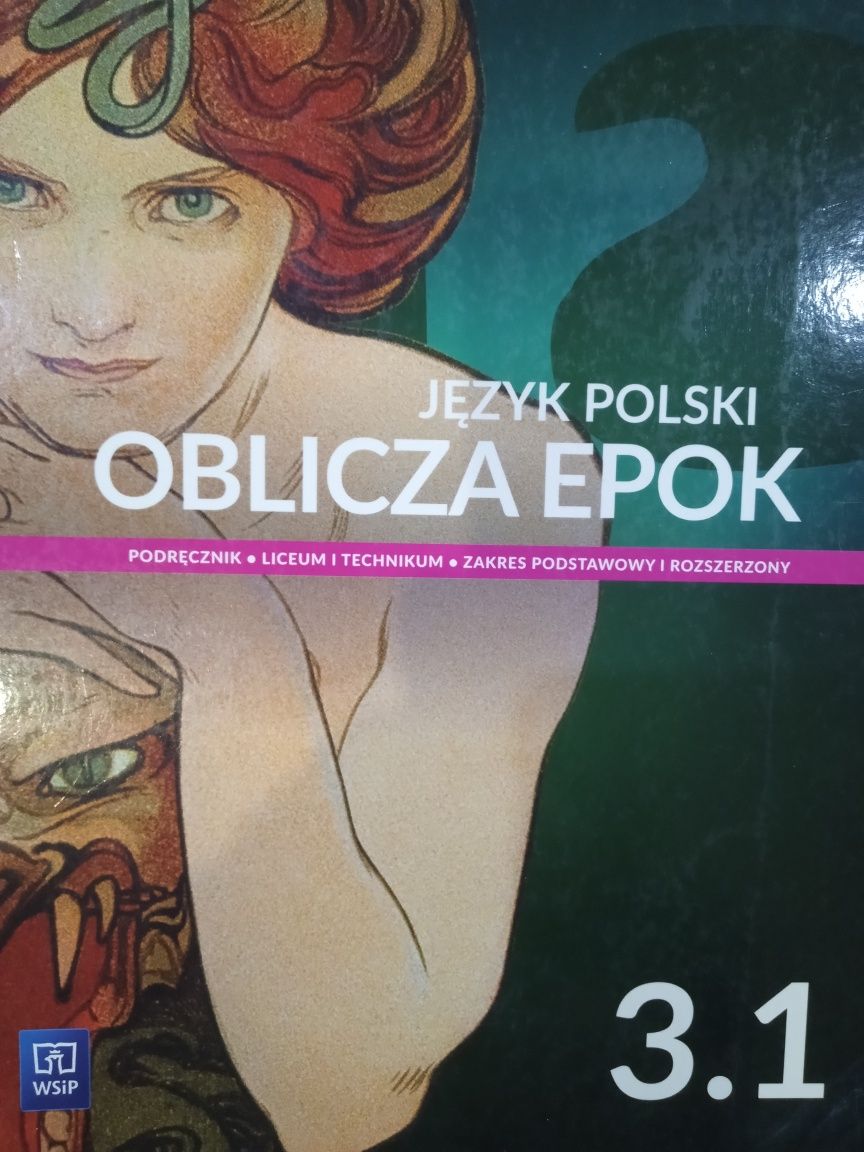 JĘZYK POLSKI
OBLICZA EPOK
PODRĘCZNIK • LICEUM I TECHNIKUM • ZAKRES PODSTAWOWY I ROZSZERZONY
3.1
WSiP